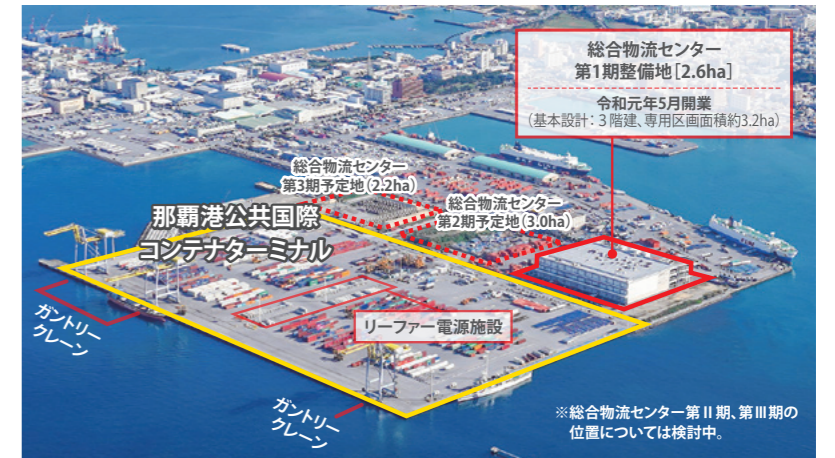 総合物流センター
第1期整備地[2.6ha]
令和元年5月開業
(基本設計:3階建、専用区画面積約3.2ha)
総合物流センター
第3期予定地(2.2ha)
総合物流センター
第2期予定地(3.0ha)
那覇港公共国際
コンテナターミナル
リーファー電源施設
ガントリー
クレーン
ガントリー
クレーン
※総合物流センター第Ⅱ期、第Ⅲ期の
位置については検討中。